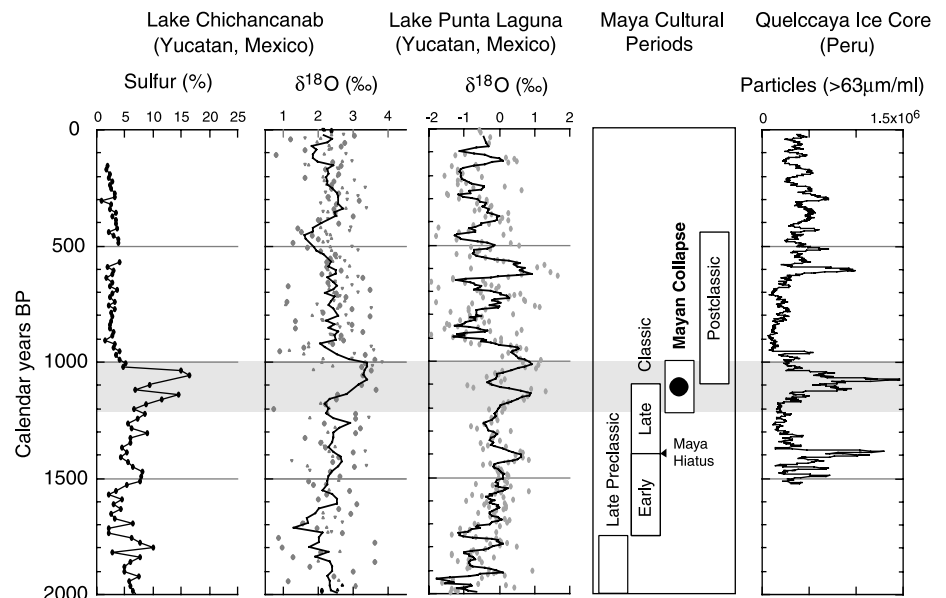 Lake Chichancanab
(Yucatan, Mexico)
Lake Punta Laguna
(Yucatan, Mexico)
Maya Cultural
Periods
Quelccaya Ice Core
(Peru)
Sulfur (%)
δ18O (‰)
δ18O (‰)
Particles (>63μm/ml)
0 5 10 15 20 25
1 2 3 4
-2 -1 0 1 2
0 1.5x10⁶
Calendar years BP
0
500
1000
1500
2000
Late Preclassic
Early
Late
Classic
Mayan Collapse
Postclassic
Maya
Hiatus